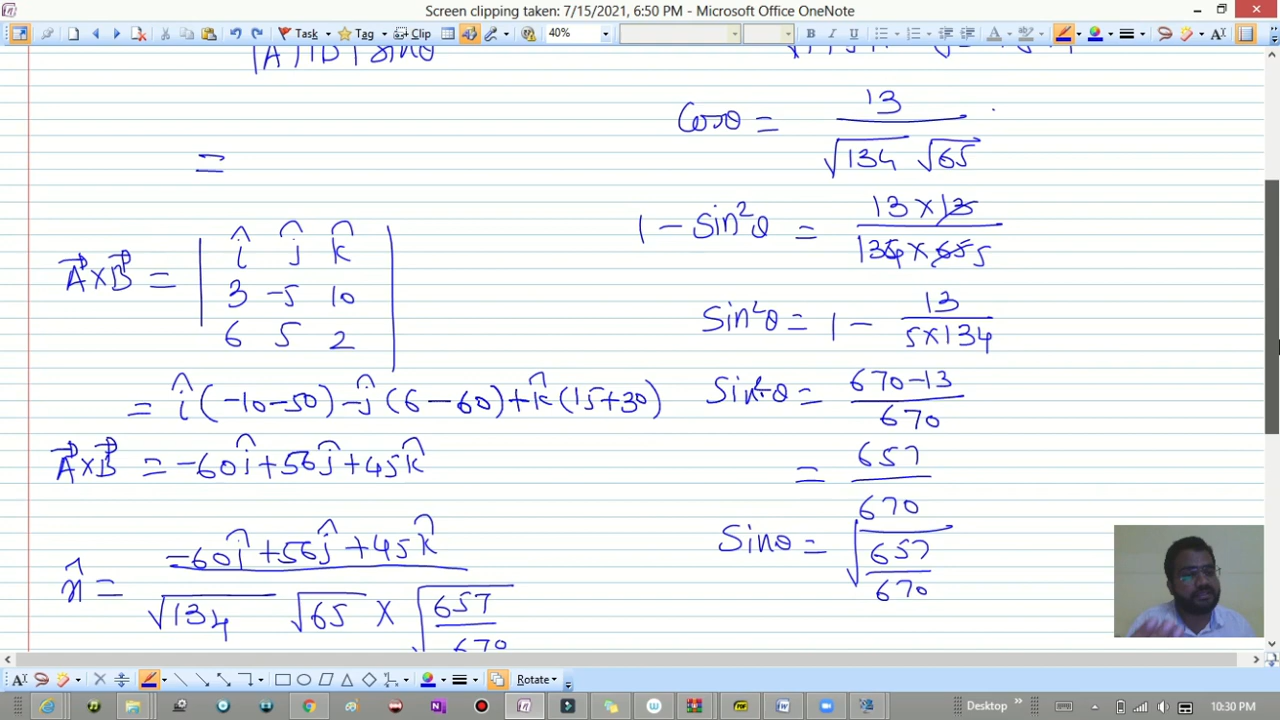 Screen clipping taken: 7/15/2021, 6:50 PM - Microsoft Office OneNote
Task
Tag
Clip
40%
B I U
|A| |B| sinθ
=
A×B = | i j k |
3 -5 10
6 5 2
= i(-10-50) -j(6-60)+k(15+30)
A×B = -60i+56j+45k
n = -60i+56j+45k
√134 √65 × √657
670
Cosθ = 13
√134 √65
1 - Sin²θ = 13×13
134×65 5
Sin²θ = 1 - 13
5×134
Sin²θ = 670-13
670
= 657
670
Sinθ = √657
670
Rotate
Desktop
10:30 PM